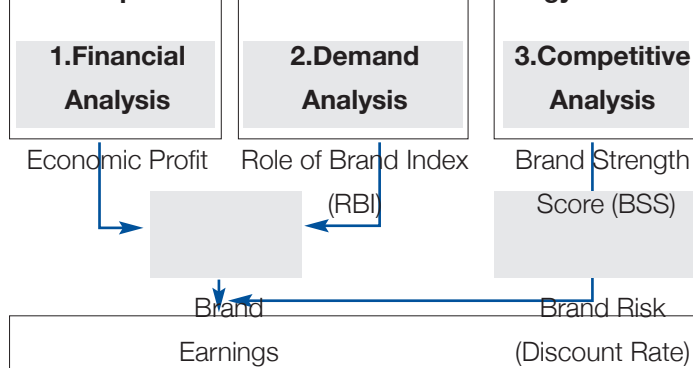 1.Financial
Analysis
2.Demand
Analysis
3.Competitive
Analysis
Economic Profit
Role of Brand Index
(RBI)
Brand Strength
Score (BSS)
Brand
Earnings
Brand Risk
(Discount Rate)